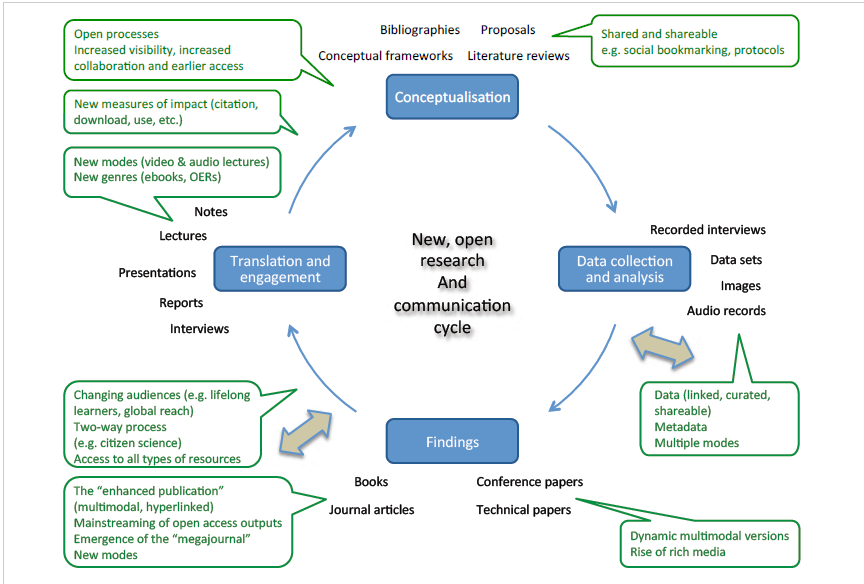 Open processes
Increased visibility, increased
collaboration and earlier access
Bibliographies
Proposals
Conceptual frameworks
Literature reviews
Shared and shareable
e.g. social bookmarking, protocols
Conceptualisation
New measures of impact (citation,
download, use, etc.)
New modes (video & audio lectures)
New genres (ebooks, OERs)
Notes
Lectures
Presentations
Reports
Interviews
Translation and
engagement
New, open
research
And
communication
cycle
Data collection
and analysis
Recorded interviews
Data sets
Images
Audio records
Data (linked, curated,
shareable)
Metadata
Multiple modes
Changing audiences (e.g. lifelong
learners, global reach)
Two-way process
(e.g. citizen science)
Access to all types of resources
Findings
Books
Journal articles
Conference papers
Technical papers
The “enhanced publication”
(multimodal, hyperlinked)
Mainstreaming of open access outputs
Emergence of the “megajournal”
New modes
Dynamic multimodal versions
Rise of rich media